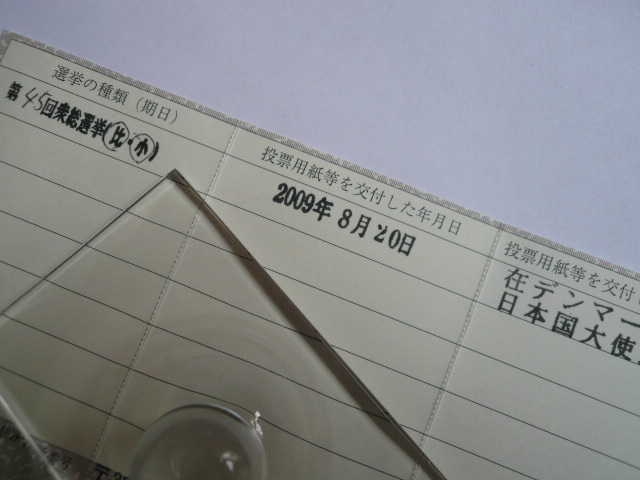 選挙の種類（期日）
第45回衆総選挙(比・小)
投票用紙等を交付した年月日
2009年 8月20日
投票用紙等を交付し
在デンマー
日本国大使